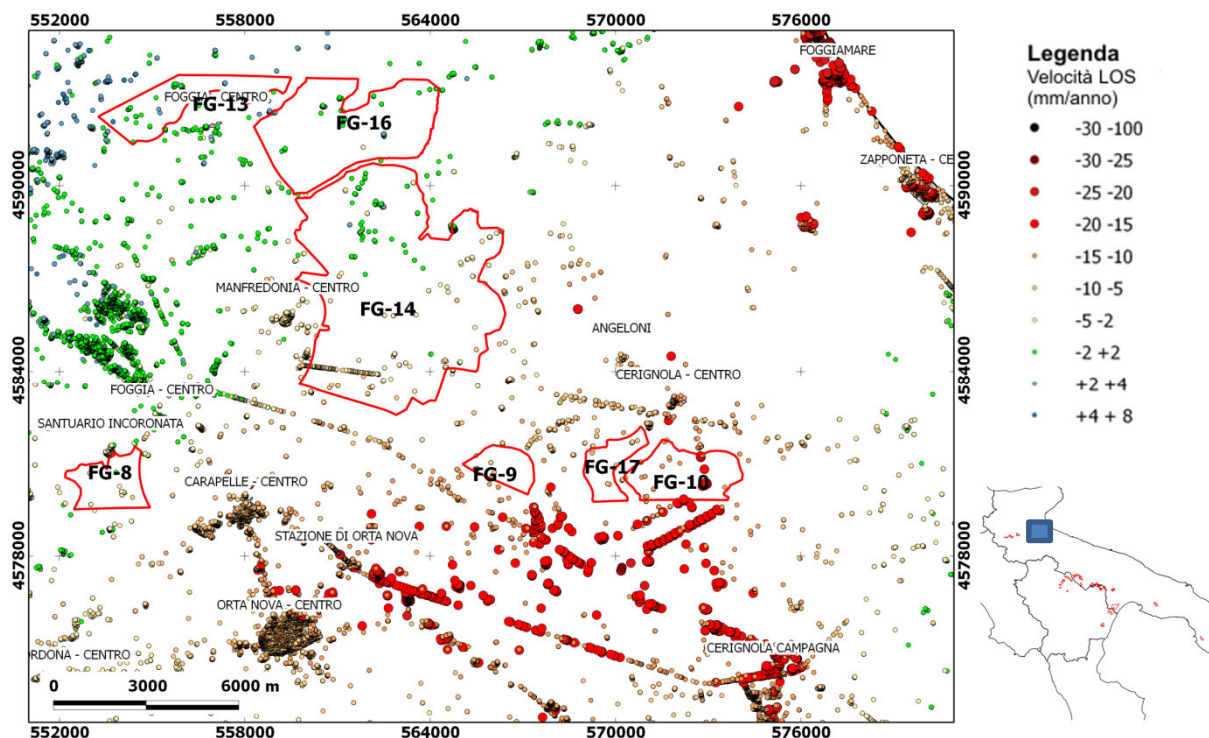 552000 558000 564000 570000 576000
FOGGIAMARE
FOGGIA - CENTRO
FG-13
FG-16
ZAPPONETA - CE
4590000 4590000
MANFREDONIA - CENTRO
FG-14
ANGELONI
4584000 4584000
CERIGNOLA - CENTRO
FOGGIA - CENTRO
SANTUARIO INCORONATA
FG-8
FG-9
FG-17
FG-10
CARAPELLE - CENTRO
4578000 4578000
STAZIONE DI ORTA NOVA
ORTA NOVA - CENTRO
ORDONA - CENTRO
CERIGNOLA CAMPAGNA
0 3000 6000 m
552000 558000 564000 570000 576000
Legenda
Velocità LOS
(mm/anno)
-30 -100
-30 -25
-25 -20
-20 -15
-15 -10
-10 -5
-5 -2
-2 +2
+2 +4
+4 + 8